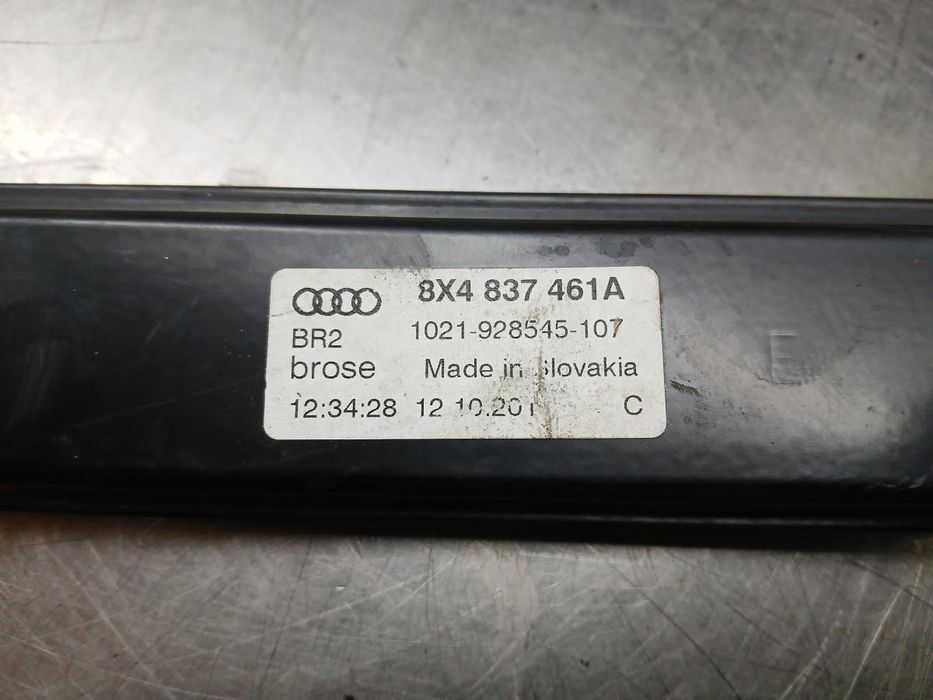 8X4 837 461A
BR2 1021-928545-107
brose Made in Slovakia
12:34:28 12.10.201 C
E